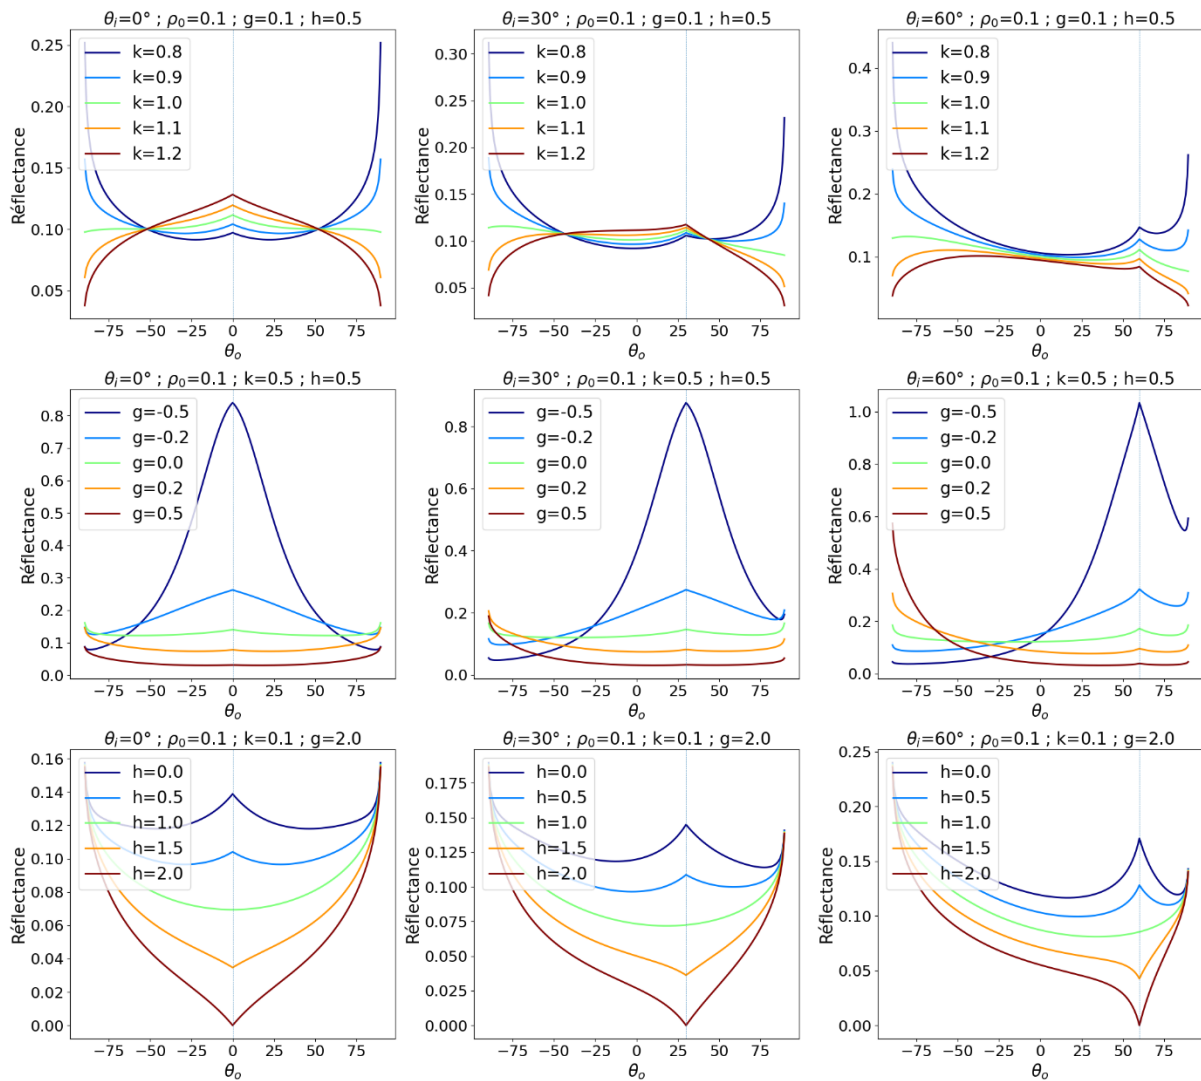 θi=0° ; ρ0=0.1 ; g=0.1 ; h=0.5
0.25
0.20
0.15
0.10
0.05
Réflectance
k=0.8
k=0.9
k=1.0
k=1.1
k=1.2
−75 −50 −25 0 25 50 75
θo
θi=30° ; ρ0=0.1 ; g=0.1 ; h=0.5
0.30
0.25
0.20
0.15
0.10
0.05
Réflectance
k=0.8
k=0.9
k=1.0
k=1.1
k=1.2
−75 −50 −25 0 25 50 75
θo
θi=60° ; ρ0=0.1 ; g=0.1 ; h=0.5
0.4
0.3
0.2
0.1
Réflectance
k=0.8
k=0.9
k=1.0
k=1.1
k=1.2
−75 −50 −25 0 25 50 75
θo
θi=0° ; ρ0=0.1 ; k=0.5 ; h=0.5
0.8
0.7
0.6
0.5
0.4
0.3
0.2
0.1
0.0
Réflectance
g=-0.5
g=-0.2
g=0.0
g=0.2
g=0.5
−75 −50 −25 0 25 50 75
θo
θi=30° ; ρ0=0.1 ; k=0.5 ; h=0.5
0.8
0.6
0.4
0.2
0.0
Réflectance
g=-0.5
g=-0.2
g=0.0
g=0.2
g=0.5
−75 −50 −25 0 25 50 75
θo
θi=60° ; ρ0=0.1 ; k=0.5 ; h=0.5
1.0
0.8
0.6
0.4
0.2
0.0
Réflectance
g=-0.5
g=-0.2
g=0.0
g=0.2
g=0.5
−75 −50 −25 0 25 50 75
θo
θi=0° ; ρ0=0.1 ; k=0.1 ; g=2.0
0.16
0.14
0.12
0.10
0.08
0.06
0.04
0.02
0.00
Réflectance
h=0.0
h=0.5
h=1.0
h=1.5
h=2.0
−75 −50 −25 0 25 50 75
θo
θi=30° ; ρ0=0.1 ; k=0.1 ; g=2.0
0.175
0.150
0.125
0.100
0.075
0.050
0.025
0.000
Réflectance
h=0.0
h=0.5
h=1.0
h=1.5
h=2.0
−75 −50 −25 0 25 50 75
θo
θi=60° ; ρ0=0.1 ; k=0.1 ; g=2.0
0.25
0.20
0.15
0.10
0.05
0.00
Réflectance
h=0.0
h=0.5
h=1.0
h=1.5
h=2.0
−75 −50 −25 0 25 50 75
θo